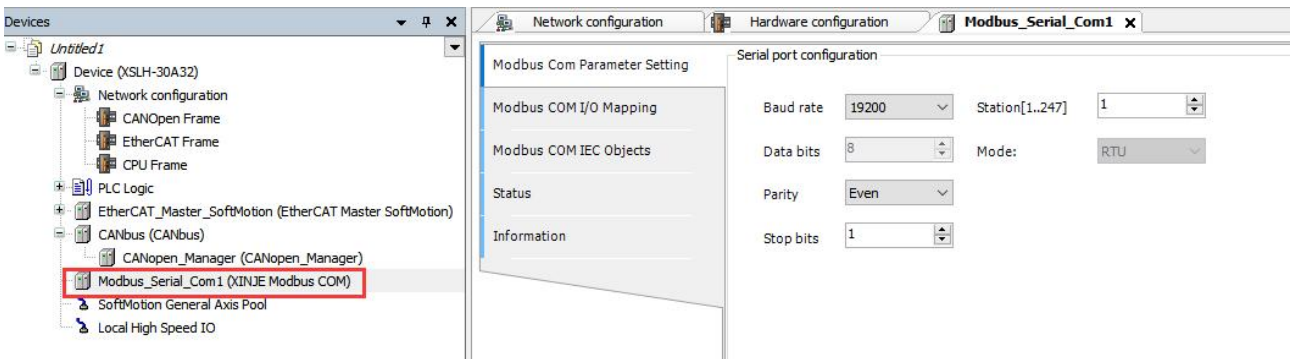 Devices
Untitled1
Device (XSLH-30A32)
Network configuration
CANOpen Frame
EtherCAT Frame
CPU Frame
PLC Logic
EtherCAT_Master_SoftMotion (EtherCAT Master SoftMotion)
CANbus (CANbus)
CANopen_Manager (CANopen_Manager)
Modbus_Serial_Com1 (XINJE Modbus COM)
SoftMotion General Axis Pool
Local High Speed IO
Network configuration Hardware configuration Modbus_Serial_Com1 X
Modbus Com Parameter Setting
Modbus COM I/O Mapping
Modbus COM IEC Objects
Status
Information
Serial port configuration
Baud rate 19200 Station[1..247] 1
Data bits 8 Mode: RTU
Parity Even
Stop bits 1